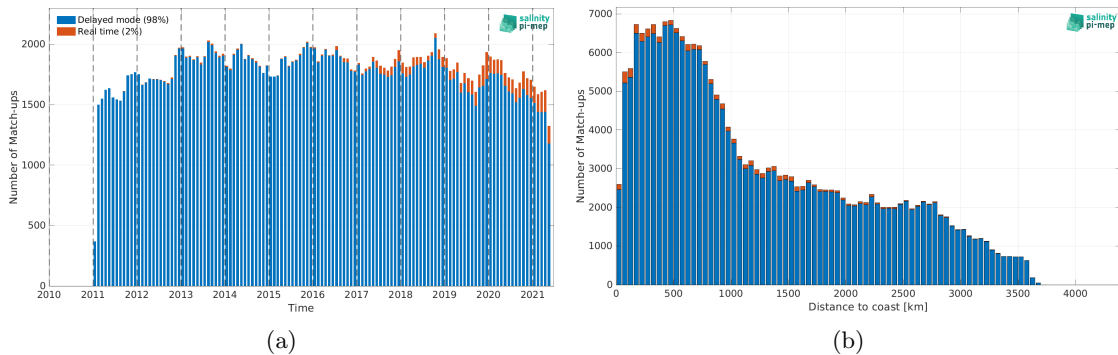 Delayed mode (98%)
Real time (2%)
salinity
pi-mep
Number of Match-ups
2000
1500
1000
500
0
2010 2011 2012 2013 2014 2015 2016 2017 2018 2019 2020 2021
Time
(a)
salinity
pi-mep
Number of Match-ups
7000
6000
5000
4000
3000
2000
1000
0
0 500 1000 1500 2000 2500 3000 3500 4000
Distance to coast [km]
(b)